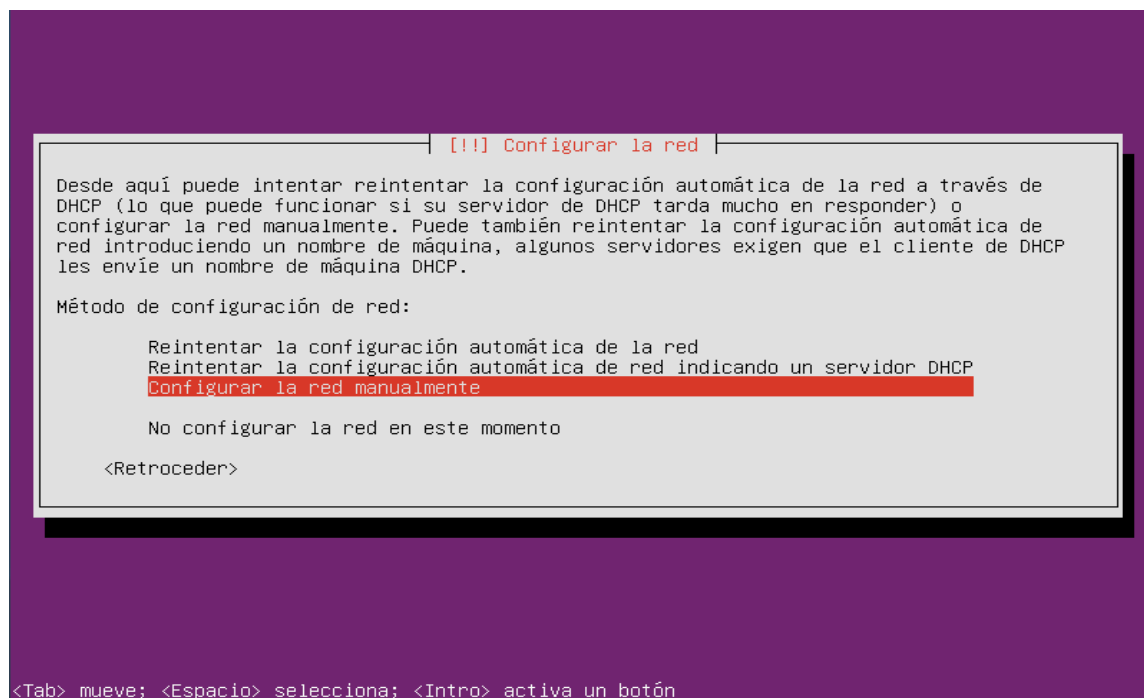 [!!] Configurar la red
Desde aquí puede intentar reintentar la configuración automática de la red a través de
DHCP (lo que puede funcionar si su servidor de DHCP tarda mucho en responder) o
configurar la red manualmente. Puede también reintentar la configuración automática de
red introduciendo un nombre de máquina, algunos servidores exigen que el cliente de DHCP
les envíe un nombre de máquina DHCP.
Método de configuración de red:
Reintentar la configuración automática de la red
Reintentar la configuración automática de red indicando un servidor DHCP
Configurar la red manualmente
No configurar la red en este momento
<Retroceder>
<Tab> mueve; <Espacio> selecciona; <Intro> activa un botón